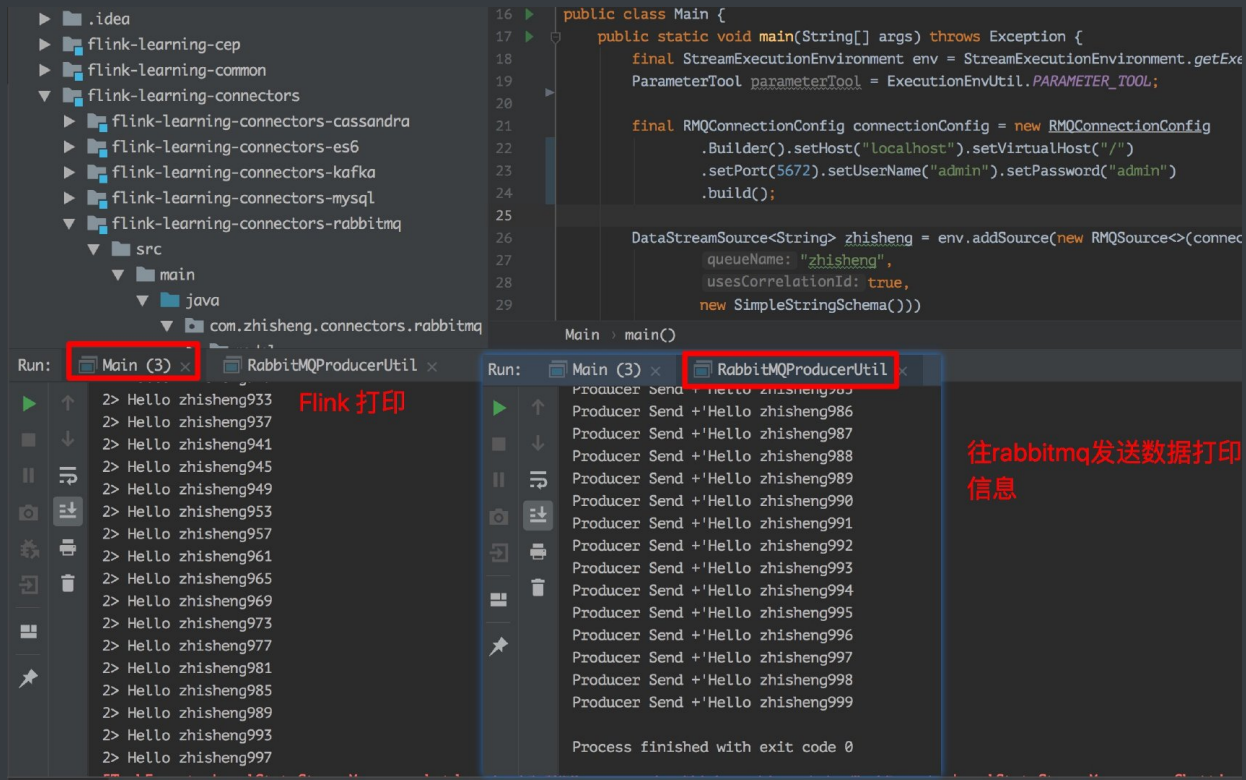 .idea
flink-learning-cep
flink-learning-common
flink-learning-connectors
flink-learning-connectors-cassandra
flink-learning-connectors-es6
flink-learning-connectors-kafka
flink-learning-connectors-mysql
flink-learning-connectors-rabbitmq
src
main
java
com.zhisheng.connectors.rabbitmq
16 public class Main {
17 public static void main(String[] args) throws Exception {
18 final StreamExecutionEnvironment env = StreamExecutionEnvironment.getExe
19 ParameterTool parameterTool = ExecutionEnvUtil.PARAMETER_TOOL;
20
21 final RMQConnectionConfig connectionConfig = new RMQConnectionConfig
22 .Builder().setHost("localhost").setVirtualHost("/")
23 .setPort(5672).setUserName("admin").setPassword("admin")
24 .build();
25
26 DataStreamSource<String> zhisheng = env.addSource(new RMQSource<>(connec
27 queueName: "zhisheng",
28 usesCorrelationId: true,
29 new SimpleStringSchema()))
Main › main()
Run: Main (3) × RabbitMQProducerUtil ×
2> Hello zhisheng933
2> Hello zhisheng937
2> Hello zhisheng941
2> Hello zhisheng945
2> Hello zhisheng949
2> Hello zhisheng953
2> Hello zhisheng957
2> Hello zhisheng961
2> Hello zhisheng965
2> Hello zhisheng969
2> Hello zhisheng973
2> Hello zhisheng977
2> Hello zhisheng981
2> Hello zhisheng985
2> Hello zhisheng989
2> Hello zhisheng993
2> Hello zhisheng997
Flink 打印
Run: Main (3) × RabbitMQProducerUtil ×
Producer Send +'Hello zhisheng985
Producer Send +'Hello zhisheng986
Producer Send +'Hello zhisheng987
Producer Send +'Hello zhisheng988
Producer Send +'Hello zhisheng989
Producer Send +'Hello zhisheng990
Producer Send +'Hello zhisheng991
Producer Send +'Hello zhisheng992
Producer Send +'Hello zhisheng993
Producer Send +'Hello zhisheng994
Producer Send +'Hello zhisheng995
Producer Send +'Hello zhisheng996
Producer Send +'Hello zhisheng997
Producer Send +'Hello zhisheng998
Producer Send +'Hello zhisheng999
Process finished with exit code 0
往rabbitmq发送数据打印
信息